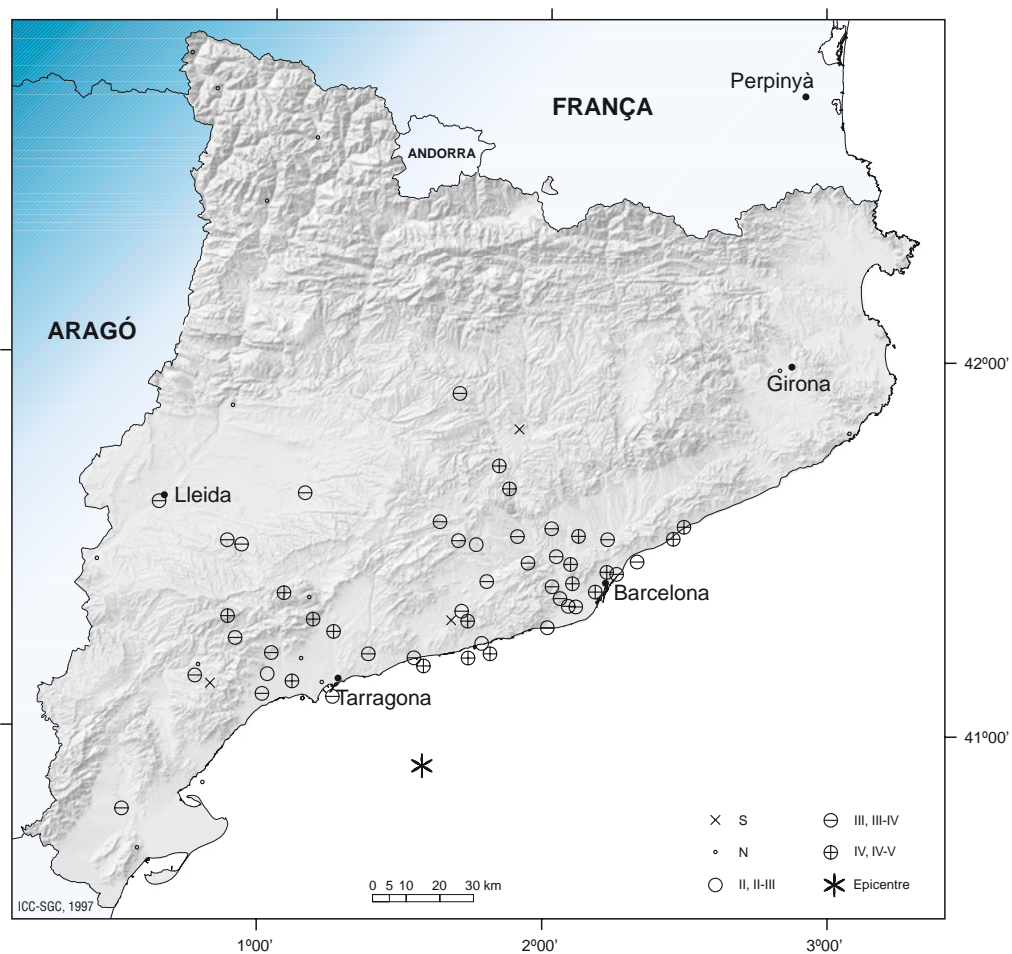 Perpinyà
FRANÇA
ANDORRA
ARAGÓ
42º00'
Girona
Lleida
Barcelona
Tarragona
41º00'
S
III, III-IV
N
IV, IV-V
II, II-III
Epicentre
0 5 10 20 30 km
ICC-SGC, 1997
1º00'
2º00'
3º00'